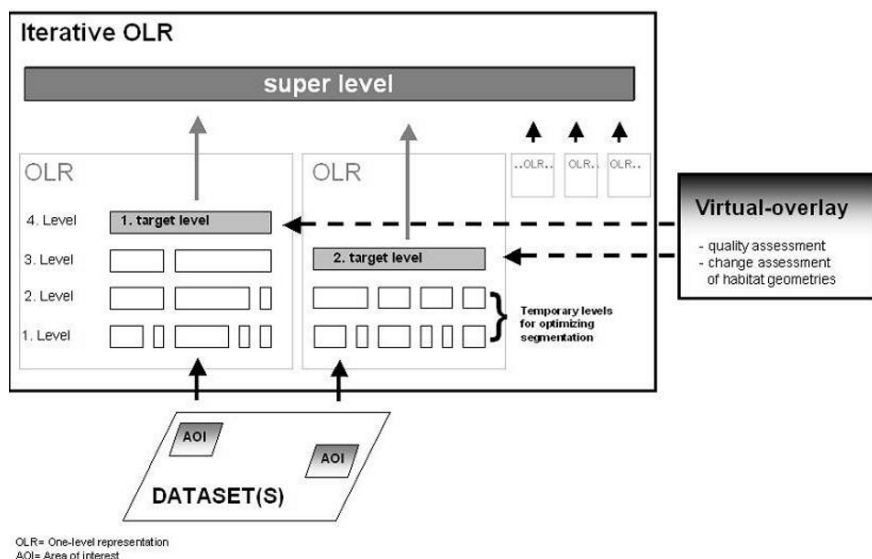 Iterative OLR
super level
OLR
OLR
..OLR..
OLR..
OLR..
4. Level
1. target level
3. Level
2. target level
2. Level
1. Level
Temporary levels
for optimizing
segmentation
Virtual-overlay
- quality assessment
- change assessment
of habitat geometries
AOI
AOI
DATASET(S)
OLR= One-level representation
AOI= Area of interest